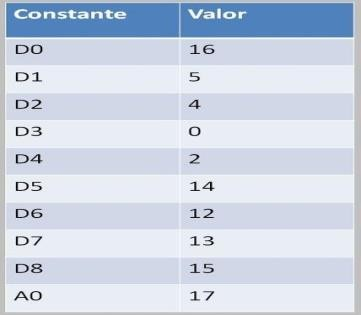 Constante Valor
D0 16
D1 5
D2 4
D3 0
D4 2
D5 14
D6 12
D7 13
D8 15
A0 17